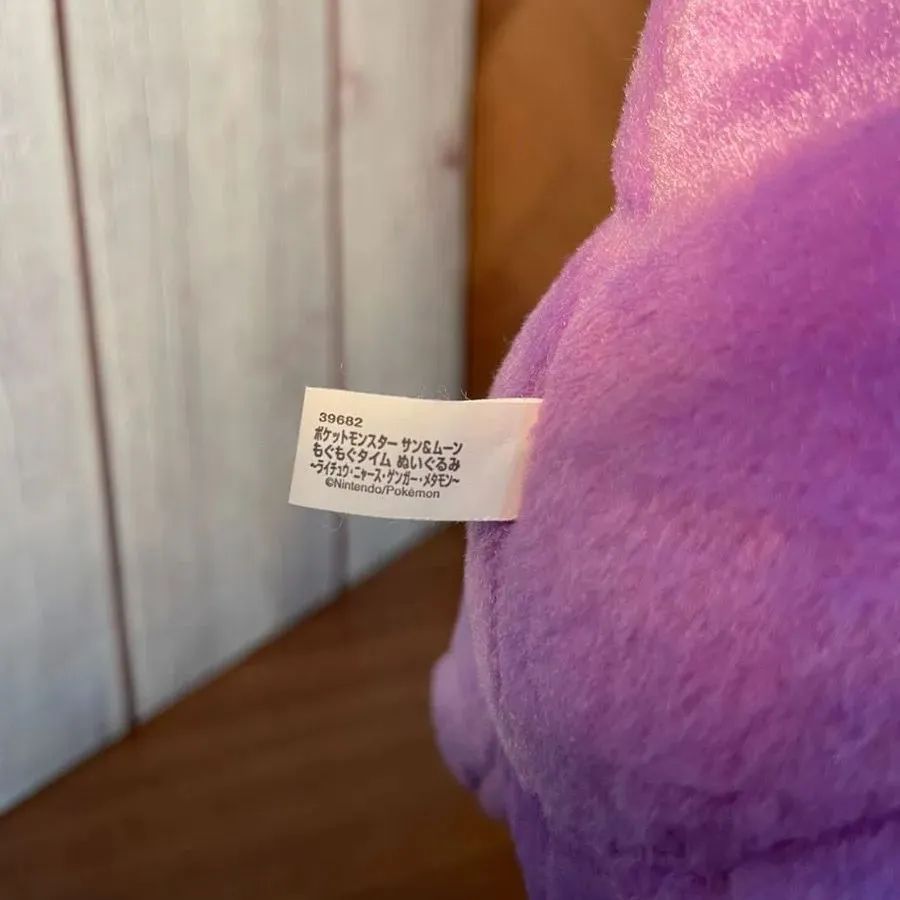 39682
ポケットモンスター サン&ムーン
もぐもぐタイム ぬいぐるみ
~ライチュウ・ニャース・ゲンガー・メタモン~
©Nintendo/Pokémon